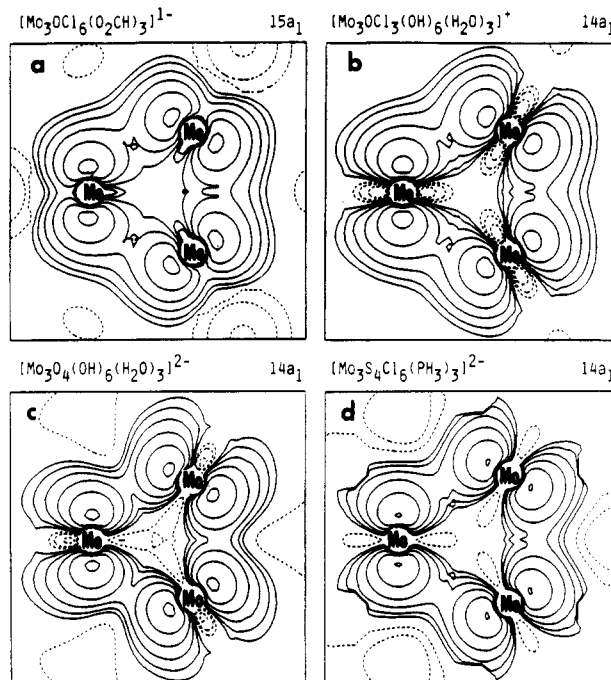 [Mo₃OCl₆(O₂CH)₃]¹⁻ 15a₁
[Mo₃OCl₃(OH)₆(H₂O)₃]⁺ 14a₁
a
Mo
Mo
Mo
b
Mo
Mo
Mo
[Mo₃O₄(OH)₆(H₂O)₃]²⁻ 14a₁
[Mo₃S₄Cl₆(PH₃)₃]²⁻ 14a₁
c
Mo
Mo
Mo
d
Mo
Mo
Mo